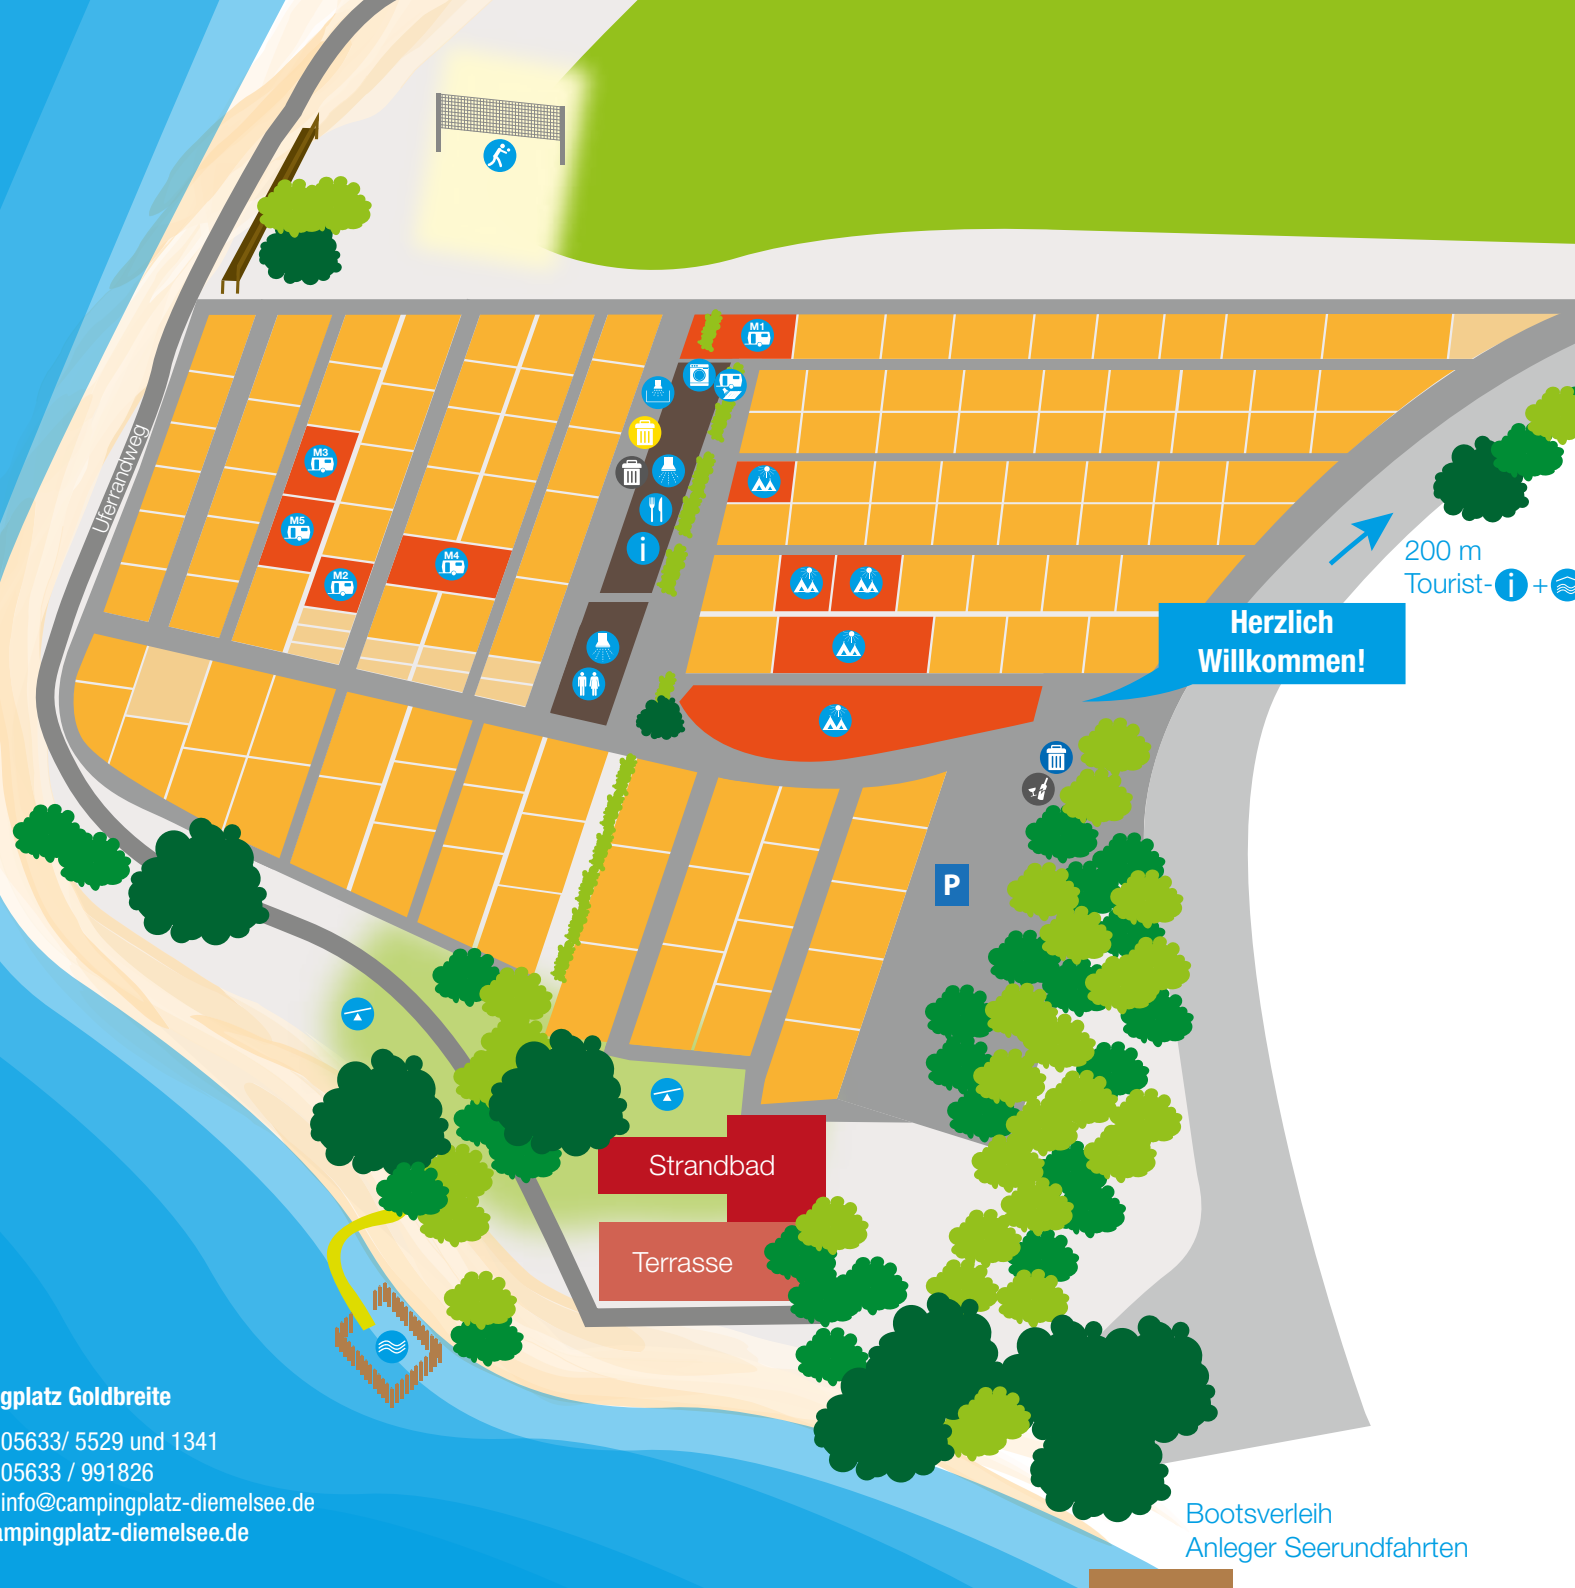 Uferrandweg
M1
M3
M5
M2
M4
i
200 m
Tourist-i+
Herzlich
Willkommen!
P
Strandbad
Terrasse
gplatz Goldbreite
05633/ 5529 und 1341
05633 / 991826
info@campingplatz-diemelsee.de
ampingplatz-diemelsee.de
Bootsverleih
Anleger Seerundfahrten